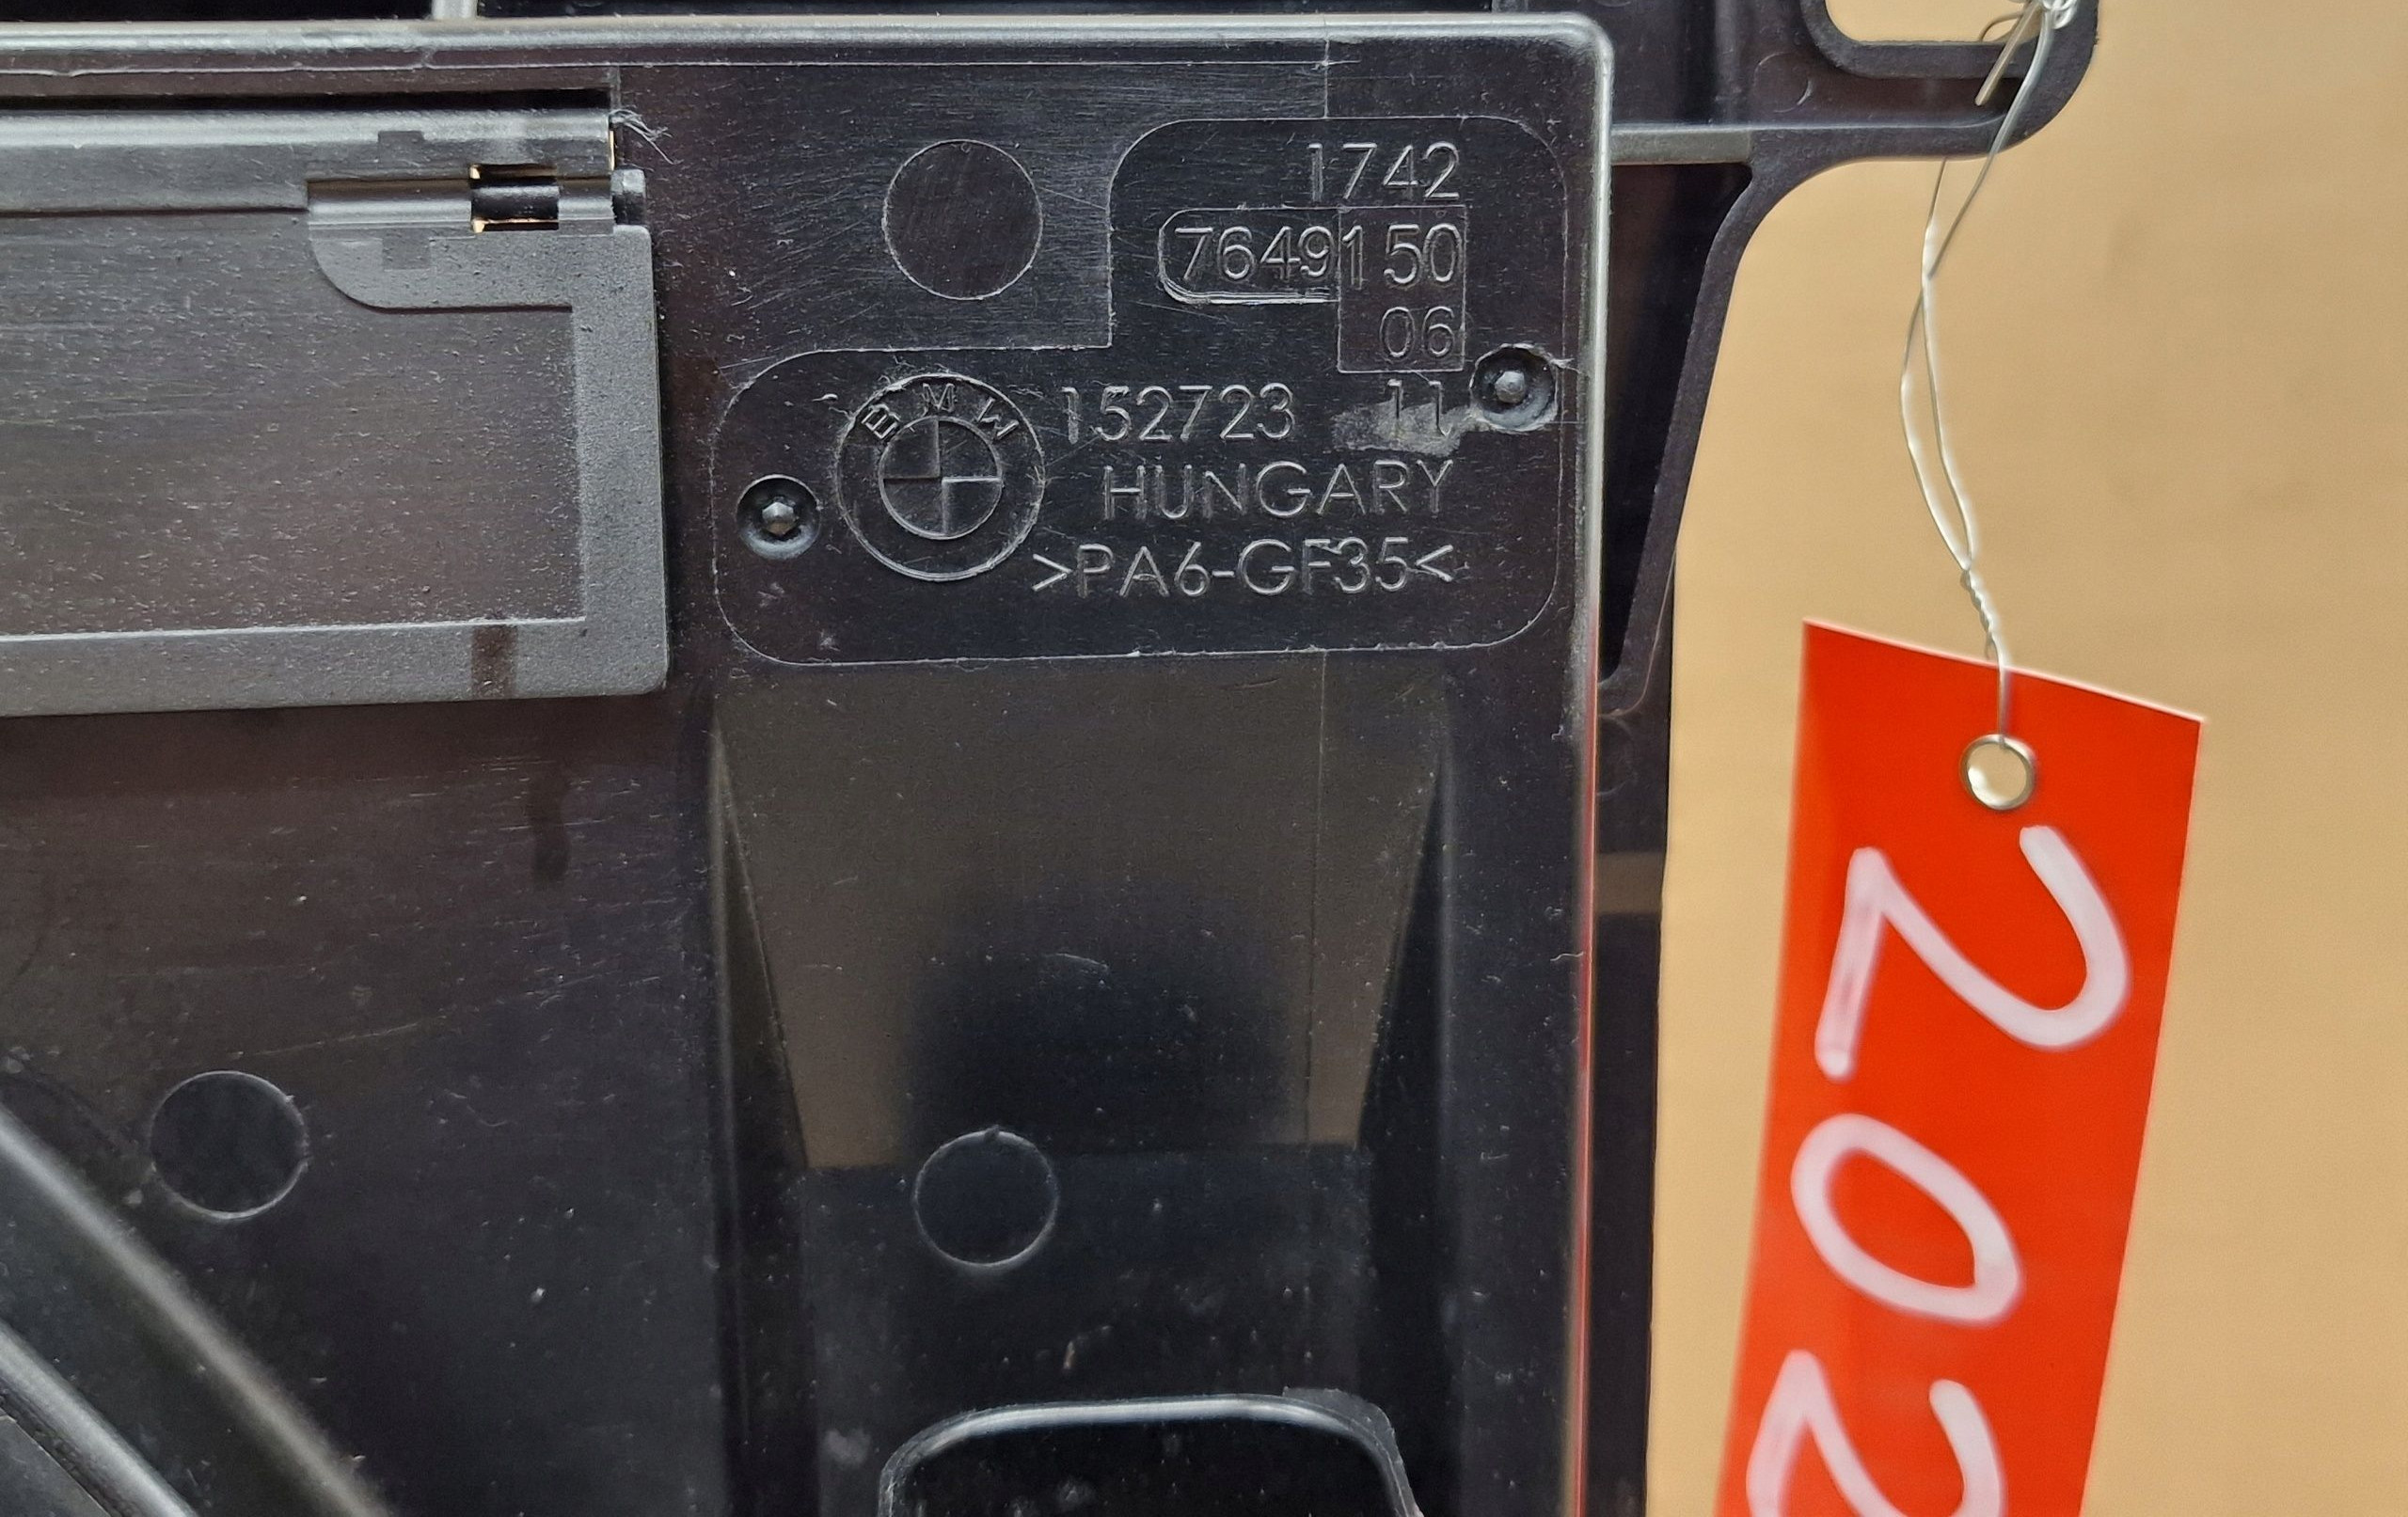 1742
7649150
06
BMW
152723 11
HUNGARY
>PA6-GF35<
202